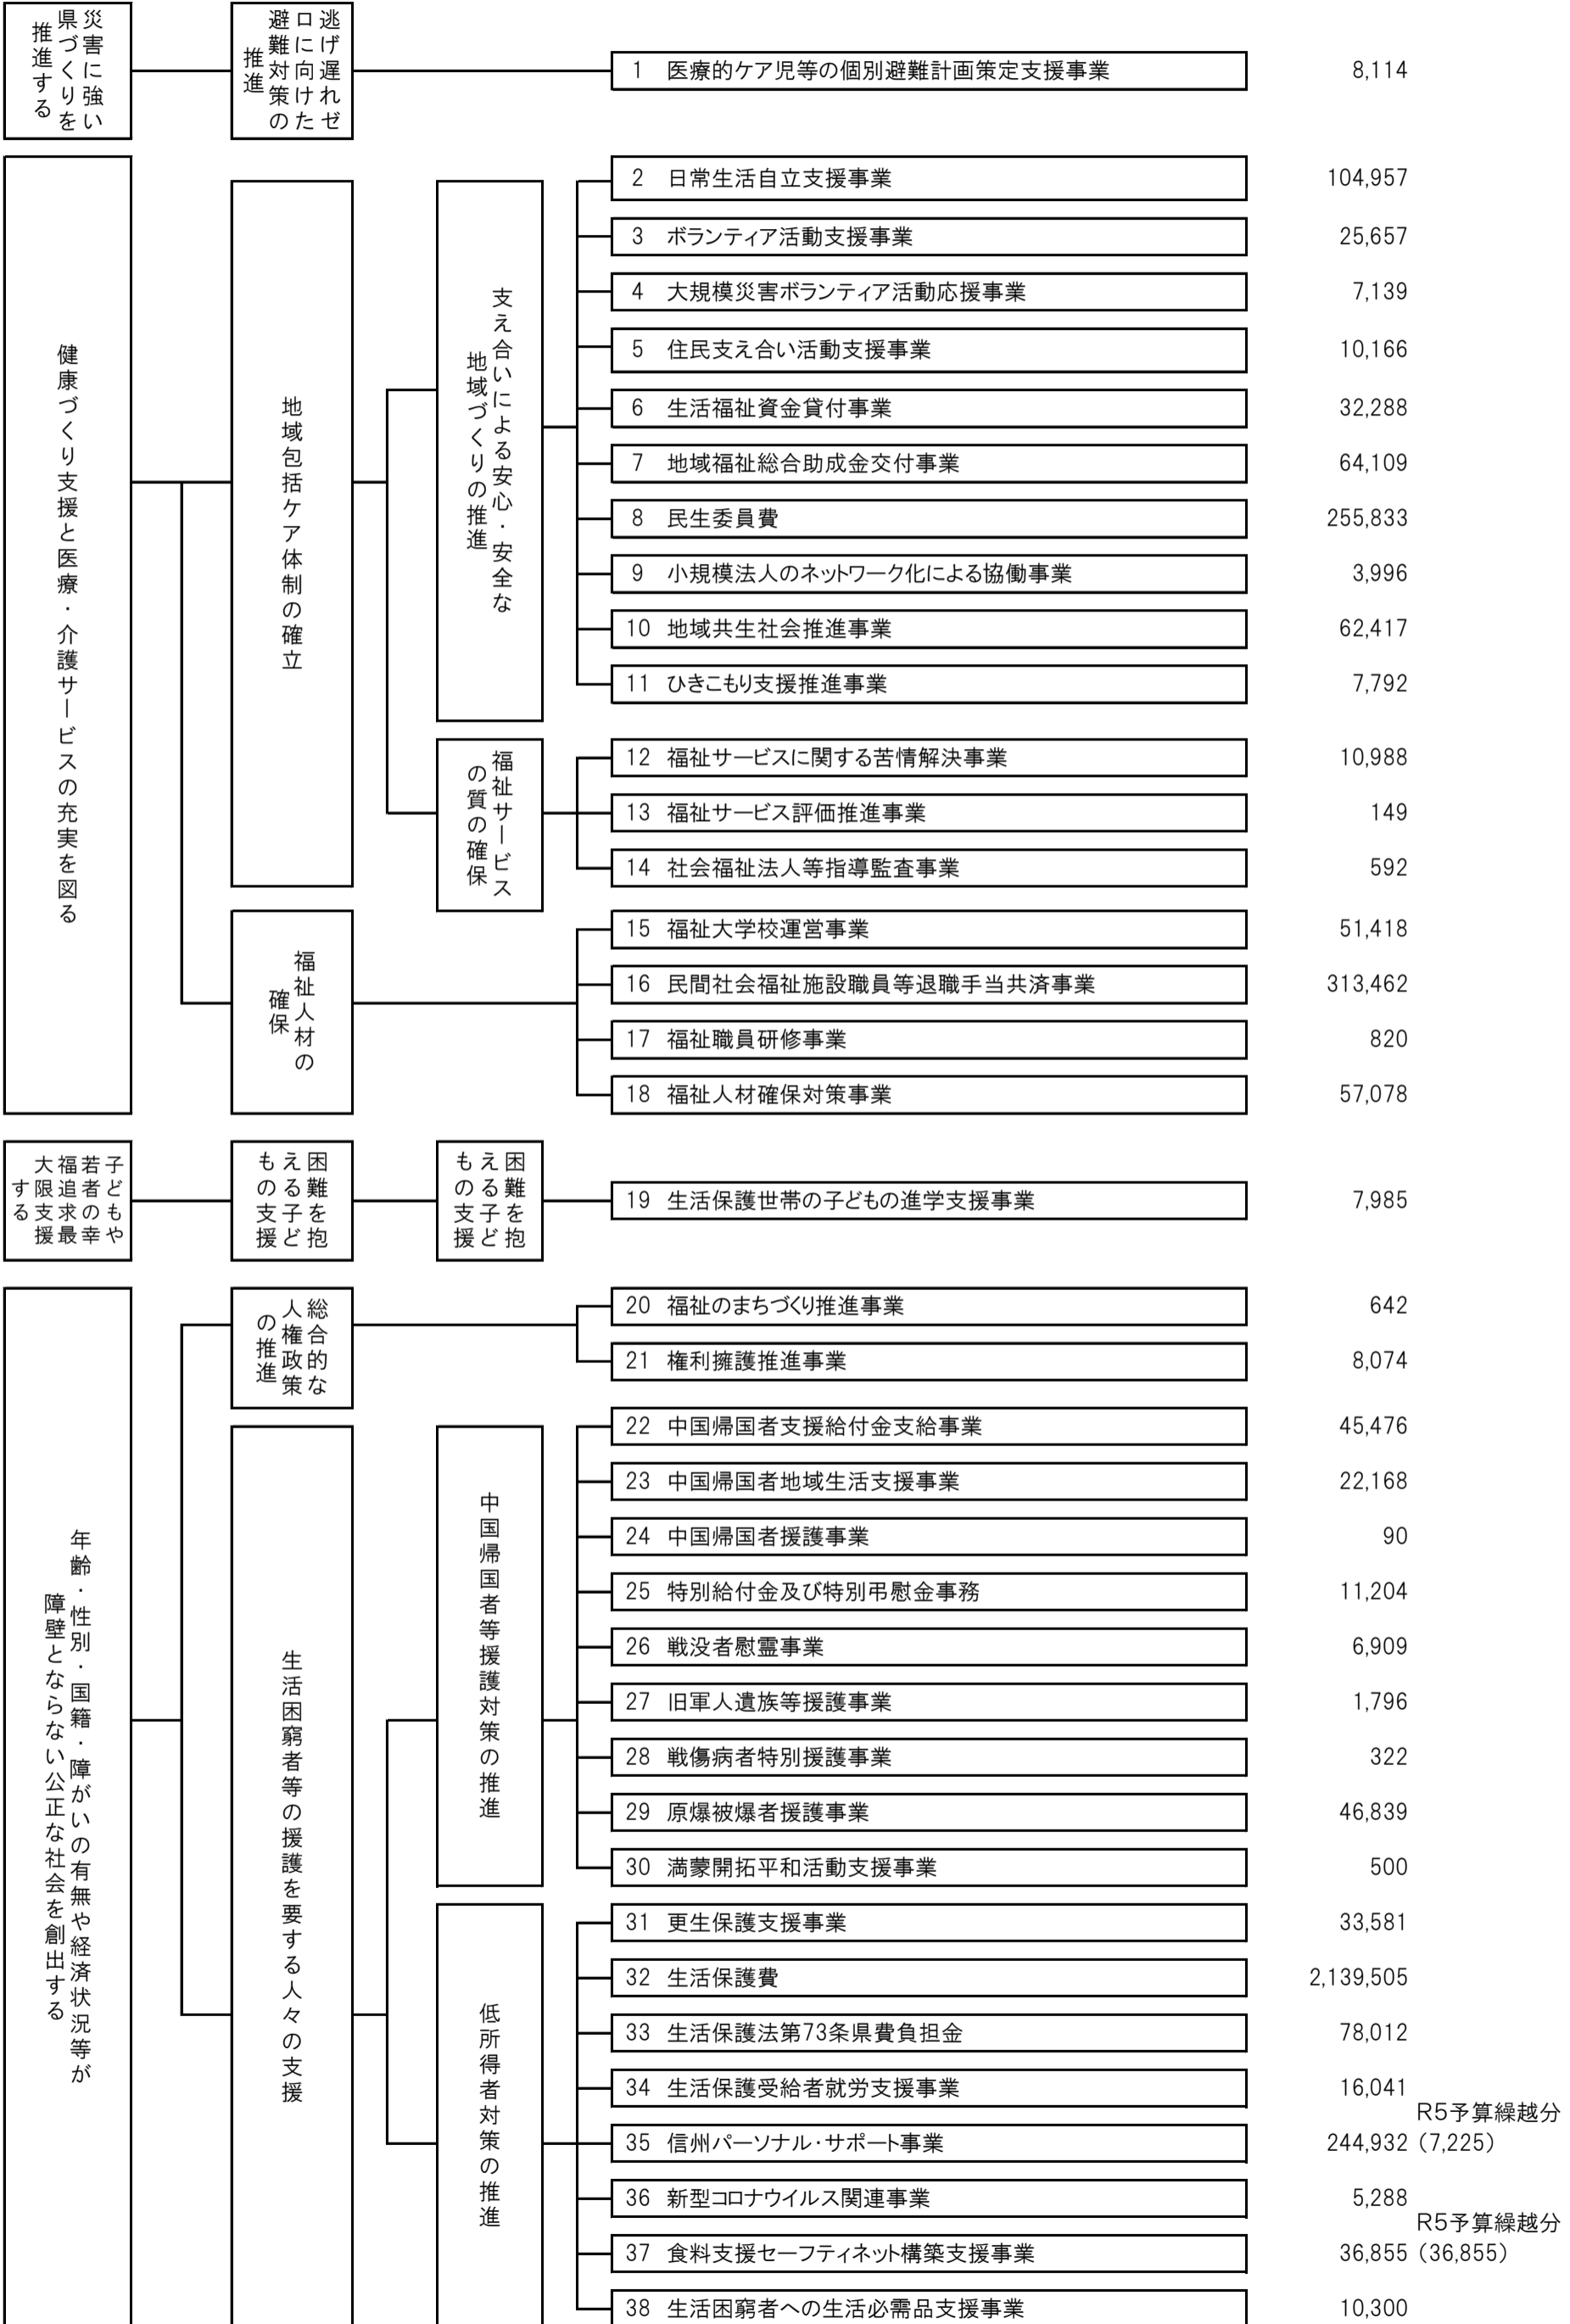 災害に強い
県づくりを
推進する
逃げ遅れゼ
ロに向けた
避難対策の
推進
1 医療的ケア児等の個別避難計画策定支援事業 8,114
健康づくり支援と医療・介護サービスの充実を図る
地域包括ケア体制の確立
支え合いによる安心・安全な
地域づくりの推進
2 日常生活自立支援事業 104,957
3 ボランティア活動支援事業 25,657
4 大規模災害ボランティア活動応援事業 7,139
5 住民支え合い活動支援事業 10,166
6 生活福祉資金貸付事業 32,288
7 地域福祉総合助成金交付事業 64,109
8 民生委員費 255,833
9 小規模法人のネットワーク化による協働事業 3,996
10 地域共生社会推進事業 62,417
11 ひきこもり支援推進事業 7,792
福祉サービス
の質の確保
12 福祉サービスに関する苦情解決事業 10,988
13 福祉サービス評価推進事業 149
14 社会福祉法人等指導監査事業 592
福祉人材の
確保
15 福祉大学校運営事業 51,418
16 民間社会福祉施設職員等退職手当共済事業 313,462
17 福祉職員研修事業 820
18 福祉人材確保対策事業 57,078
子どもや
若者の幸
福追求最
大限支援
する
困難を抱
える子ど
もの支援
困難を抱
える子ど
もの支援
19 生活保護世帯の子どもの進学支援事業 7,985
年齢・性別・国籍・障がいの有無や経済状況等が
障壁とならない公正な社会を創出する
総合的な
人権政策
の推進
20 福祉のまちづくり推進事業 642
21 権利擁護推進事業 8,074
生活困窮者等の援護を要する人々の支援
中国帰国者等援護対策の推進
22 中国帰国者支援給付金支給事業 45,476
23 中国帰国者地域生活支援事業 22,168
24 中国帰国者援護事業 90
25 特別給付金及び特別弔慰金事務 11,204
26 戦没者慰霊事業 6,909
27 旧軍人遺族等援護事業 1,796
28 戦傷病者特別援護事業 322
29 原爆被爆者援護事業 46,839
30 満蒙開拓平和活動支援事業 500
低所得者対策の推進
31 更生保護支援事業 33,581
32 生活保護費 2,139,505
33 生活保護法第73条県費負担金 78,012
34 生活保護受給者就労支援事業 16,041
R5予算繰越分
35 信州パーソナル・サポート事業 244,932 (7,225)
36 新型コロナウイルス関連事業 5,288
R5予算繰越分
37 食料支援セーフティネット構築支援事業 36,855 (36,855)
38 生活困窮者への生活必需品支援事業 10,300